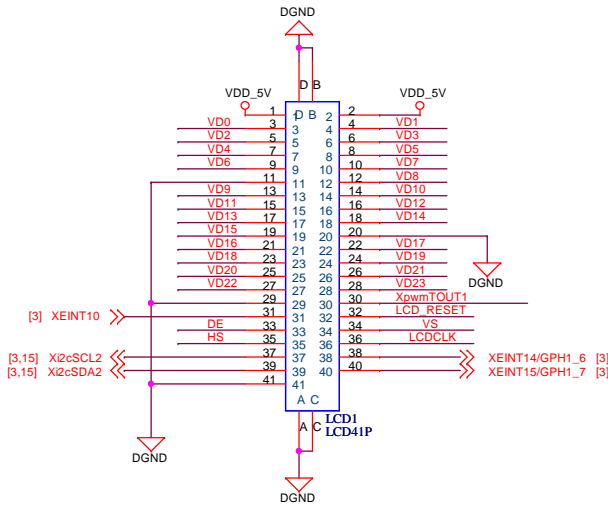 DGND
D B
VDD_5V VDD_5V
1 1 D B 2 2
VD0 3 3 4 4 VD1
VD2 5 5 6 6 VD3
VD4 7 7 8 8 VD5
VD6 9 9 10 10 VD7
11 11 12 12 VD8
VD9 13 13 14 14 VD10
VD11 15 15 16 16 VD12
VD13 17 17 18 18 VD14
VD15 19 19 20 20
VD16 21 21 22 22 VD17
VD18 23 23 24 24 VD19
VD20 25 25 26 26 VD21
VD22 27 27 28 28 VD23
DGND
29 29 30 30 XpwmTOUT1
[3] XEINT10 31 31 32 32 LCD_RESET
DE 33 33 34 34 VS
HS 35 35 36 36 LCDCLK
[3,15] Xi2cSCL2 37 37 38 38 XEINT14/GPH1_6 [3]
[3,15] Xi2cSDA2 39 39 40 40 XEINT15/GPH1_7 [3]
41 41
A C
A C
LCD1
LCD41P
DGND
DGND